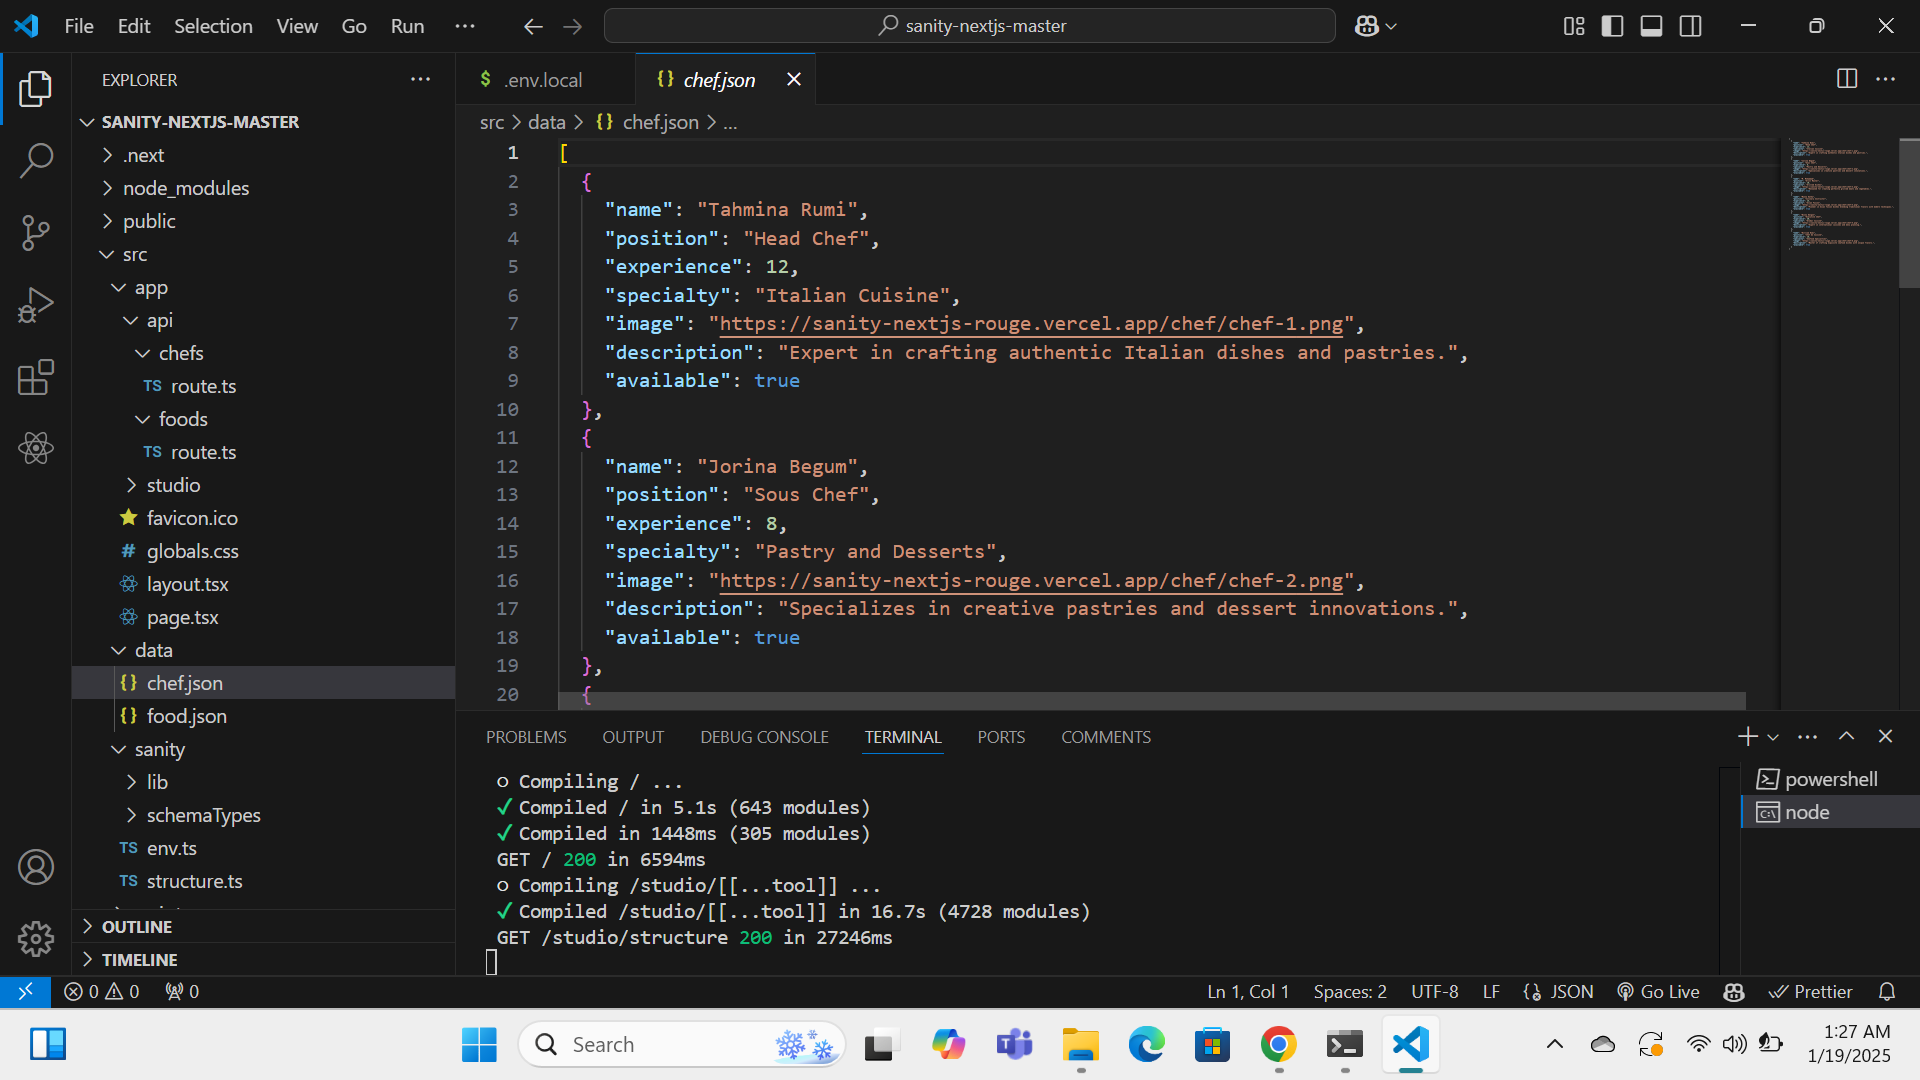 File Edit Selection View Go Run ...
sanity-nextjs-master
EXPLORER
SANITY-NEXTJS-MASTER
.next
node_modules
public
src
app
api
chefs
TS route.ts
foods
TS route.ts
studio
favicon.ico
# globals.css
layout.tsx
page.tsx
data
{} chef.json
{} food.json
sanity
lib
schemaTypes
TS env.ts
TS structure.ts
OUTLINE
TIMELINE
$ .env.local
{} chef.json
src > data > {} chef.json > ...
1 [
2 {
3 "name": "Tahmina Rumi",
4 "position": "Head Chef",
5 "experience": 12,
6 "specialty": "Italian Cuisine",
7 "image": "https://sanity-nextjs-rouge.vercel.app/chef/chef-1.png",
8 "description": "Expert in crafting authentic Italian dishes and pastries.",
9 "available": true
10 },
11 {
12 "name": "Jorina Begum",
13 "position": "Sous Chef",
14 "experience": 8,
15 "specialty": "Pastry and Desserts",
16 "image": "https://sanity-nextjs-rouge.vercel.app/chef/chef-2.png",
17 "description": "Specializes in creative pastries and dessert innovations.",
18 "available": true
19 },
20 {
PROBLEMS OUTPUT DEBUG CONSOLE TERMINAL PORTS COMMENTS
○ Compiling / ...
✓ Compiled / in 5.1s (643 modules)
✓ Compiled in 1448ms (305 modules)
GET / 200 in 6594ms
○ Compiling /studio/[[...tool]] ...
✓ Compiled /studio/[[...tool]] in 16.7s (4728 modules)
GET /studio/structure 200 in 27246ms
powershell
node
0 0 0
Ln 1, Col 1 Spaces: 2 UTF-8 LF JSON Go Live Prettier
Search
1:27 AM
1/19/2025